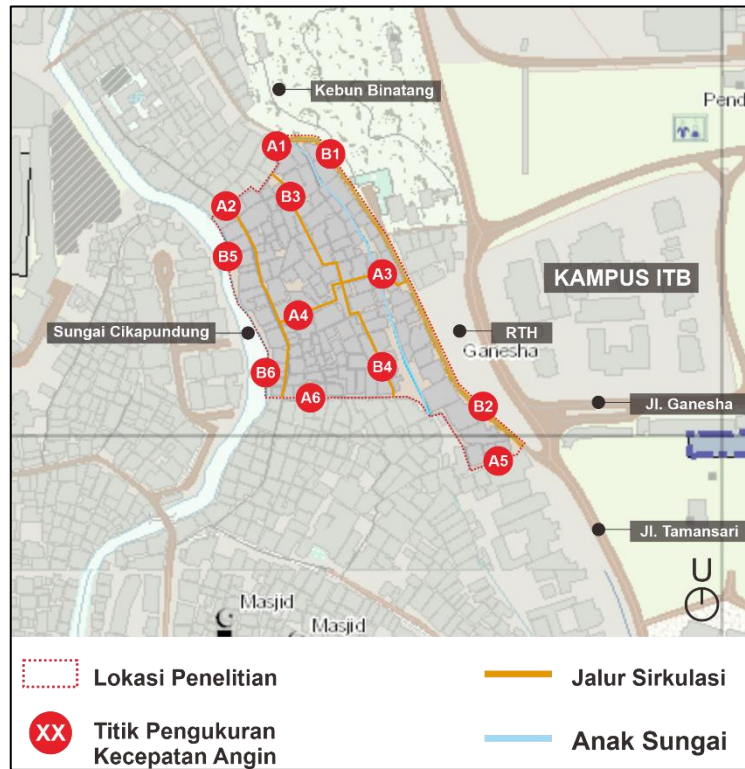 Kebun Binatang
Pend
A1
B1
B3
A2
B5
A3
KAMPUS ITB
A4
Sungai Cikapundung
RTH
Ganesha
B6
B4
A6
B2
Jl. Ganesha
A5
Jl. Tamansari
U
Masjid
Masjid
Lokasi Penelitian
Jalur Sirkulasi
XX
Titik Pengukuran
Kecepatan Angin
Anak Sungai